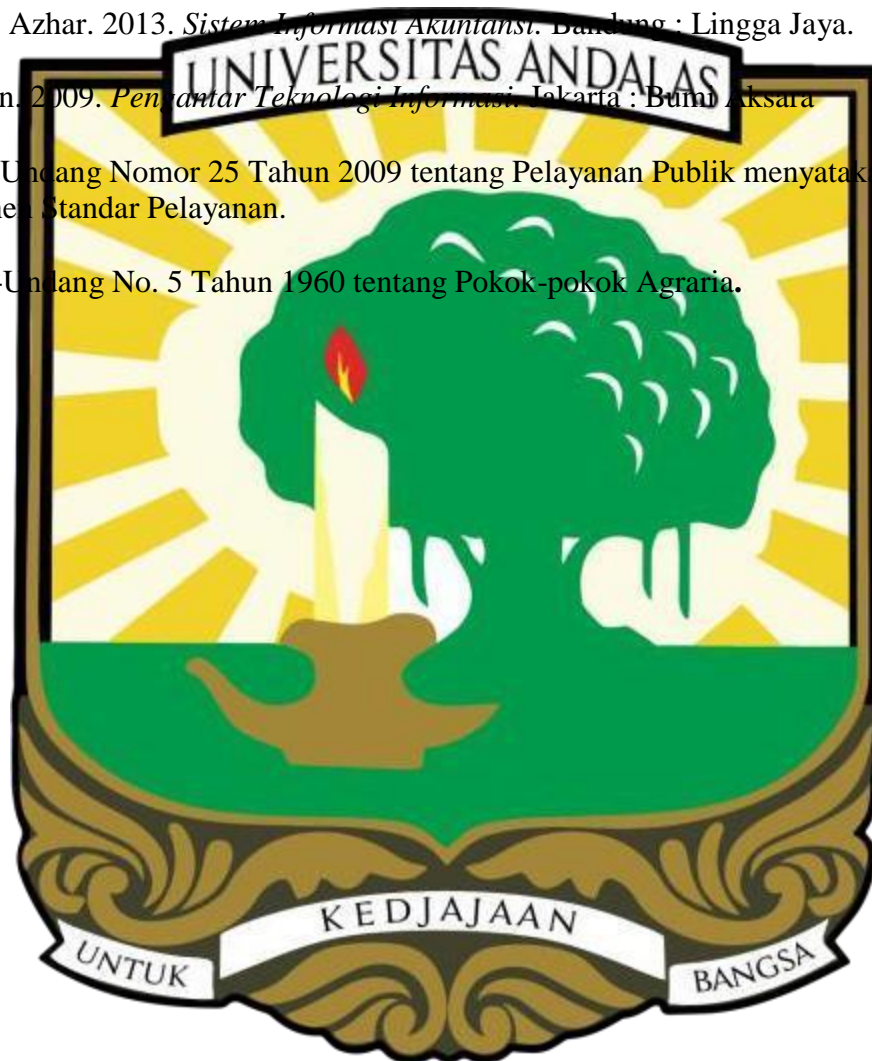 Azhar. 2013. Sistem Informasi Akuntansi. Bandung : Lingga Jaya.
UNIVERSITAS ANDALAS
n. 2009. Pengantar Teknologi Informasi. Jakarta : Bumi Aksara
Undang Nomor 25 Tahun 2009 tentang Pelayanan Publik menyatak
en Standar Pelayanan.
-Undang No. 5 Tahun 1960 tentang Pokok-pokok Agraria.
KEDJAJAAN
UNTUK
BANGSA